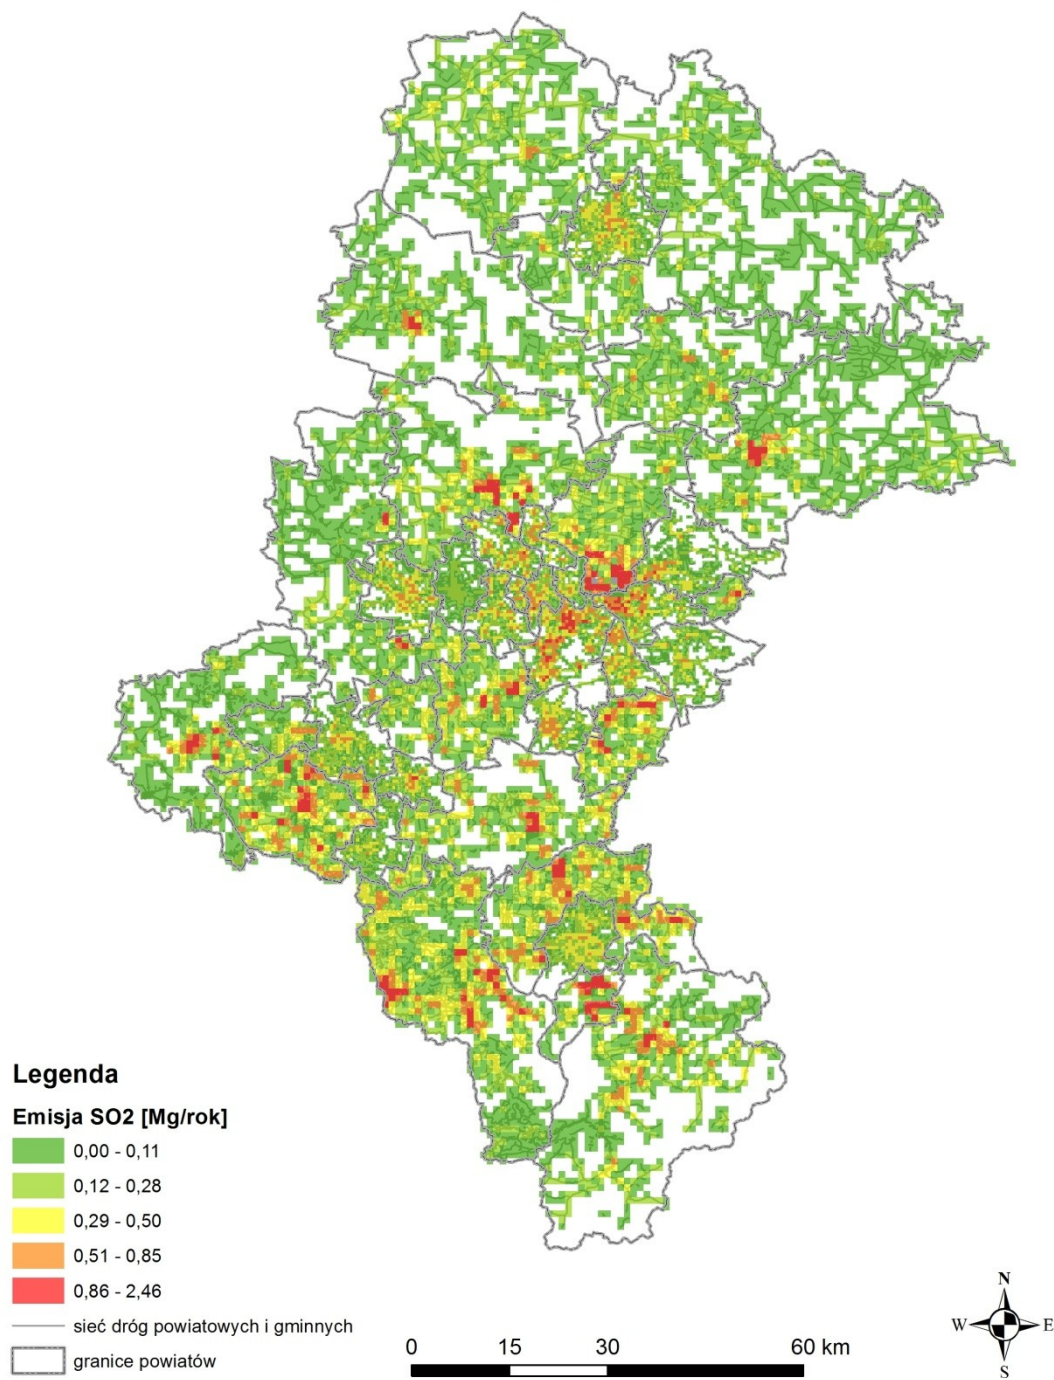 Legenda
Emisja SO2 [Mg/rok]
0,00 - 0,11
0,12 - 0,28
0,29 - 0,50
0,51 - 0,85
0,86 - 2,46
sieć dróg powiatowych i gminnych
granice powiatów
0 15 30 60 km
N
W E
S